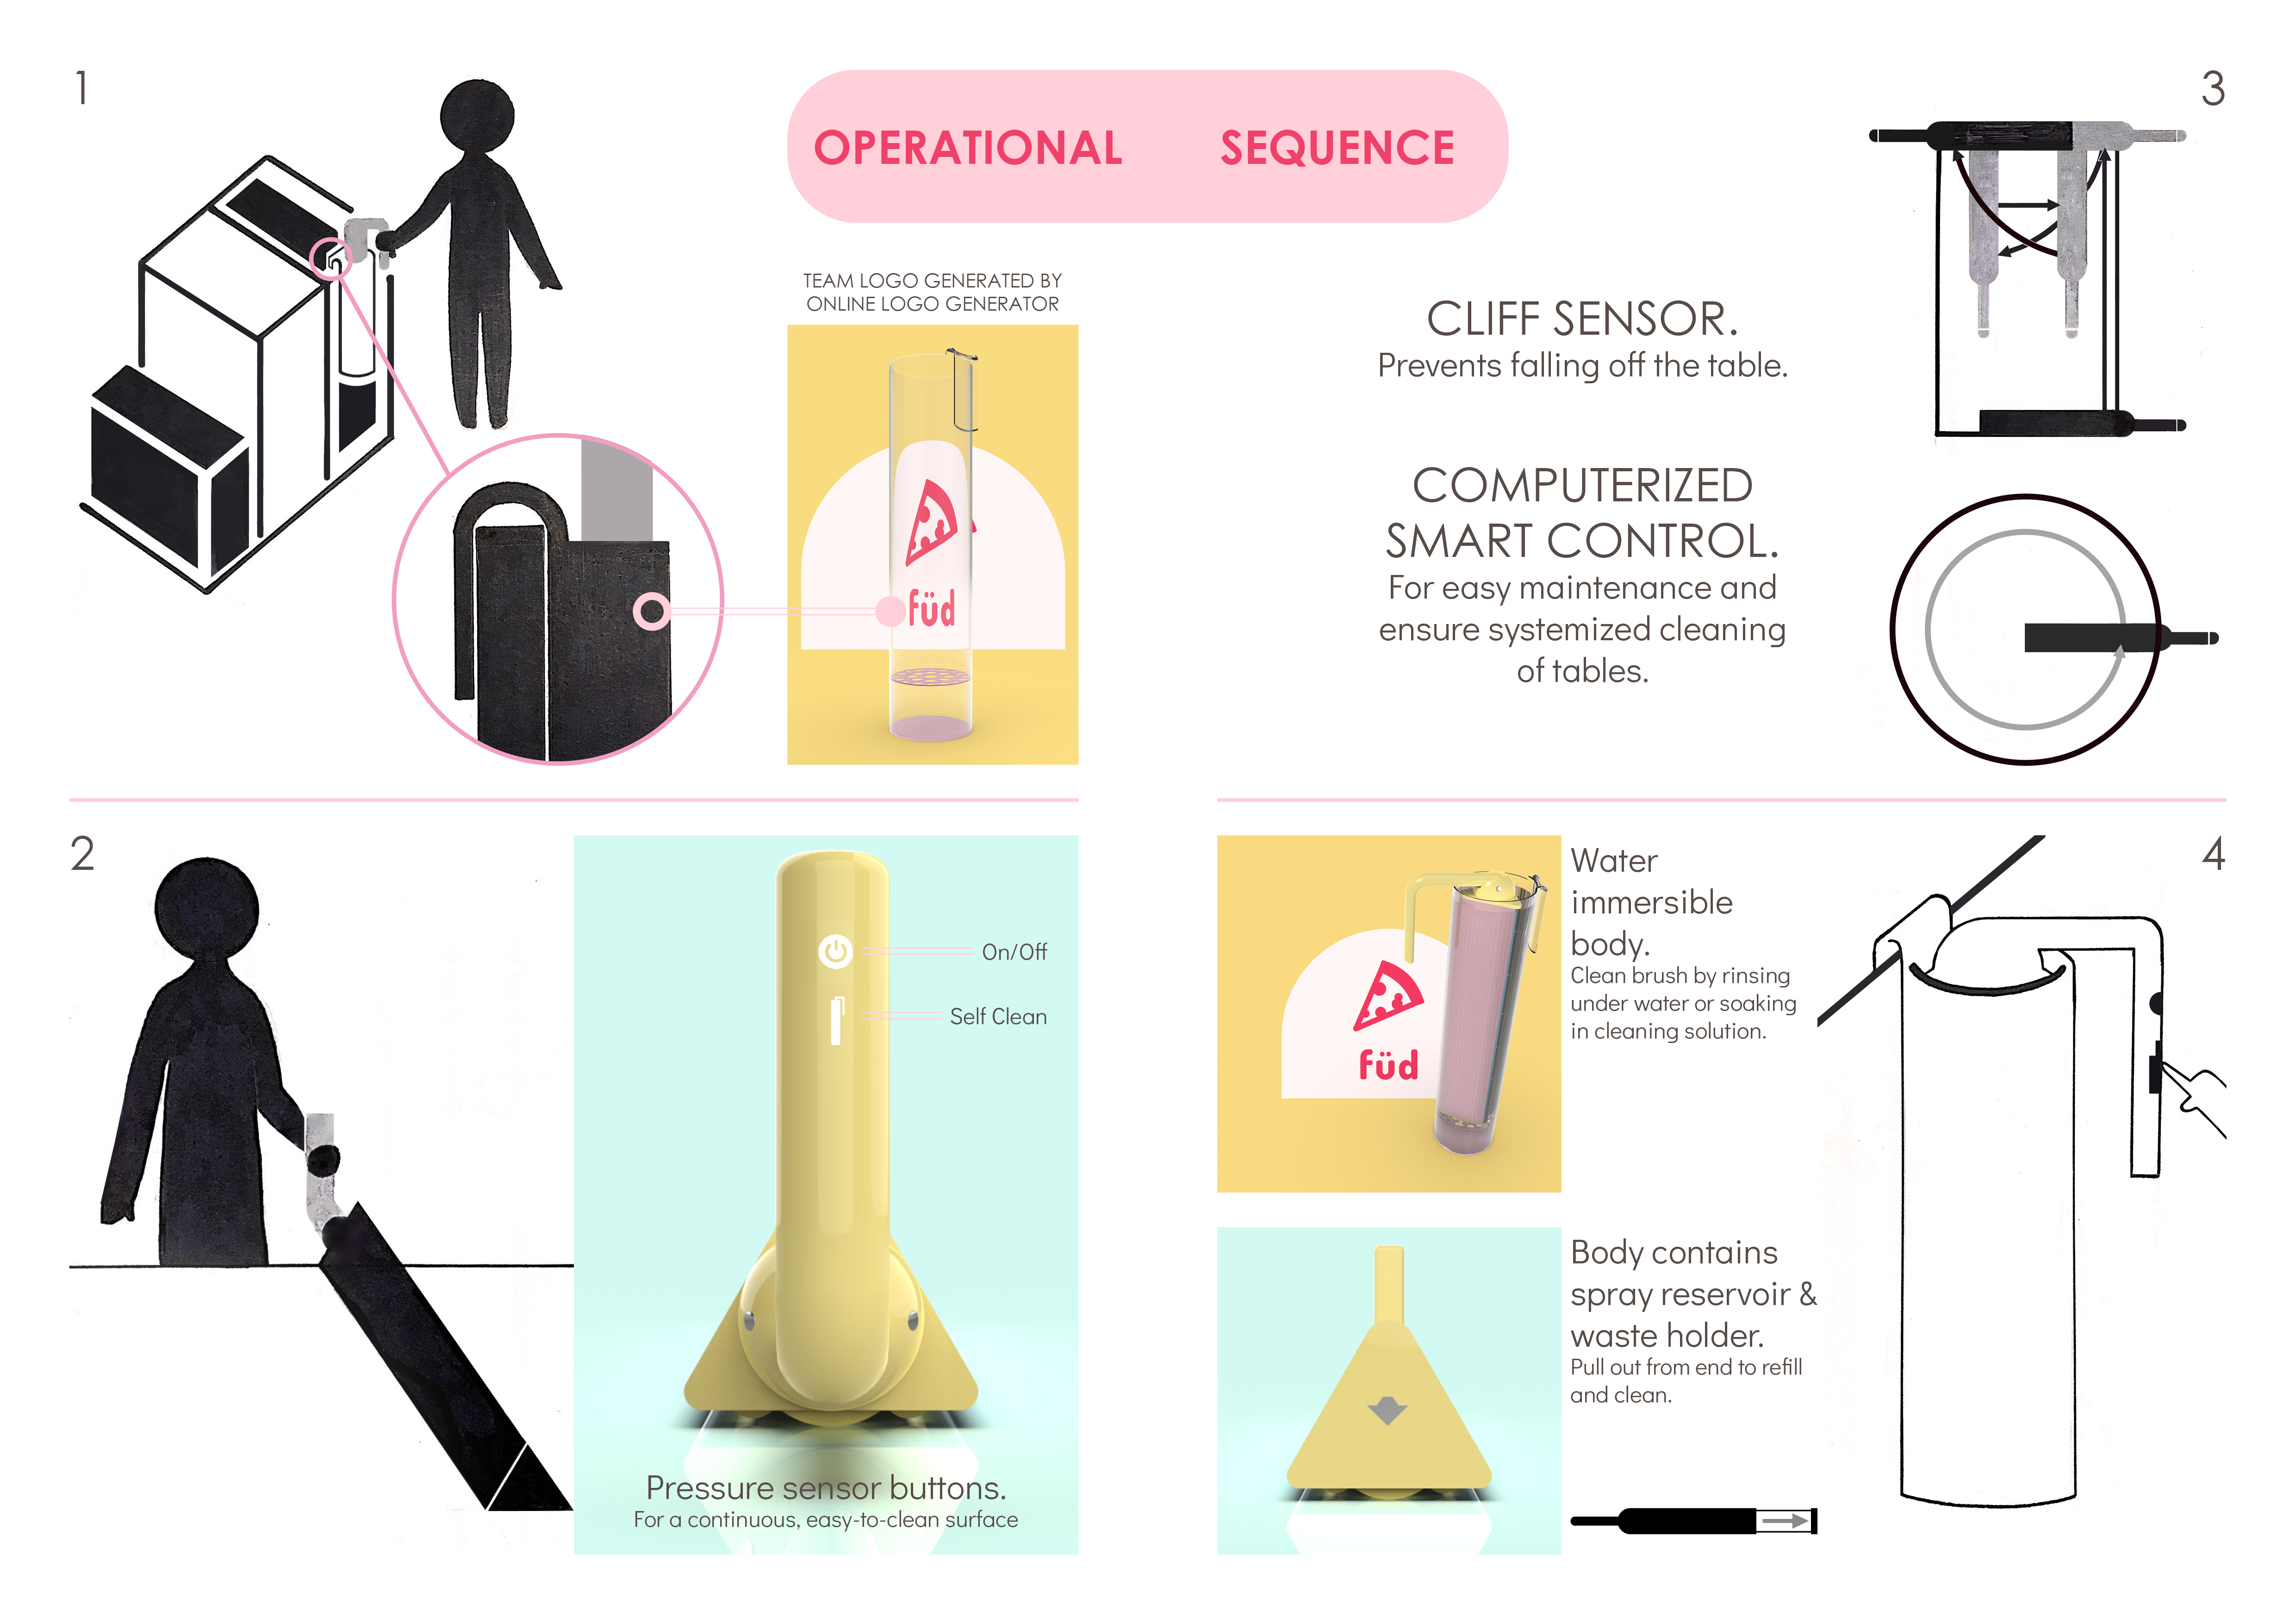 OPERATIONAL SEQUENCE
1
TEAM LOGO GENERATED BY
ONLINE LOGO GENERATOR
füd
2
On/Off
Self Clean
Pressure sensor buttons.
For a continuous, easy-to-clean surface
3
CLIFF SENSOR.
Prevents falling off the table.
COMPUTERIZED
SMART CONTROL.
For easy maintenance and
ensure systemized cleaning
of tables.
4
füd
Water
immersible
body.
Clean brush by rinsing
under water or soaking
in cleaning solution.
Body contains
spray reservoir &
waste holder.
Pull out from end to refill
and clean.